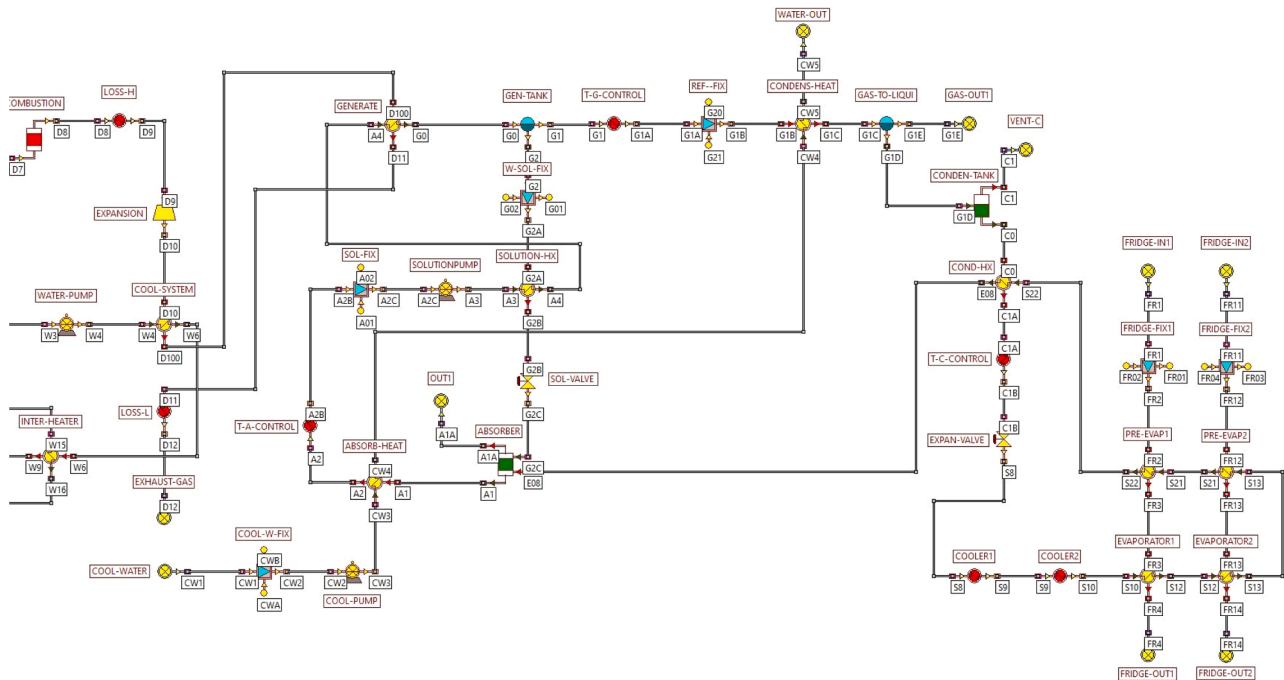 WATER-OUT
CW5
LOSS-H
COMBUSTION
D8 D8 D9
D7
GENERATE
D100
A4 G0
D11
GEN-TANK
G0 G1
G2
T-G-CONTROL
G1 G1A
REF--FIX
G20
G1A G1B
G21
CONDENS-HEAT
CW5
G1B G1C
CW4
GAS-TO-LIQUI
G1C G1E
G1D
GAS-OUT1
G1E
VENT-C
C1
CONDEN-TANK
C1
G1D
C0
W-SOL-FIX
G2
G02 G01
G2A
D9
EXPANSION
D10
SOL-FIX
A02
A2B A2C
A01
SOLUTIONPUMP
A2C A3
SOLUTION-HX
G2A
A3 A4
G2B
COND-HX
C0
E08 S22
C1A
FRIDGE-IN1
FR1
FRIDGE-IN2
FR11
WATER-PUMP
W3 W4
COOL-SYSTEM
D10
W4 W6
D100
FRIDGE-FIX1
FR1
FR02 FR01
FR2
FRIDGE-FIX2
FR11
FR04 FR03
FR12
C1A
T-C-CONTROL
C1B
G2B
SOL-VALVE
G2C
OUT1
A1A
D11
LOSS-L
D12
A2B
T-A-CONTROL
A2
ABSORBER
A1A
G2C
A1 E08
C1B
EXPAN-VALVE
S8
INTER-HEATER
W15
W9 W6
W16
ABSORB-HEAT
CW4
A2 A1
CW3
PRE-EVAP1
FR2
S22 S21
FR3
PRE-EVAP2
FR12
S21 S13
FR13
EXHAUST-GAS
D12
COOL-WATER
CW1
COOL-W-FIX
CWB
CW1 CW2
CWA
CW2 CW3
COOL-PUMP
COOLER1
S8 S9
COOLER2
S9 S10
EVAPORATOR1
FR3
S10 S12
FR4
EVAPORATOR2
FR13
S12 S13
FR14
FR4
FRIDGE-OUT1
FR14
FRIDGE-OUT2